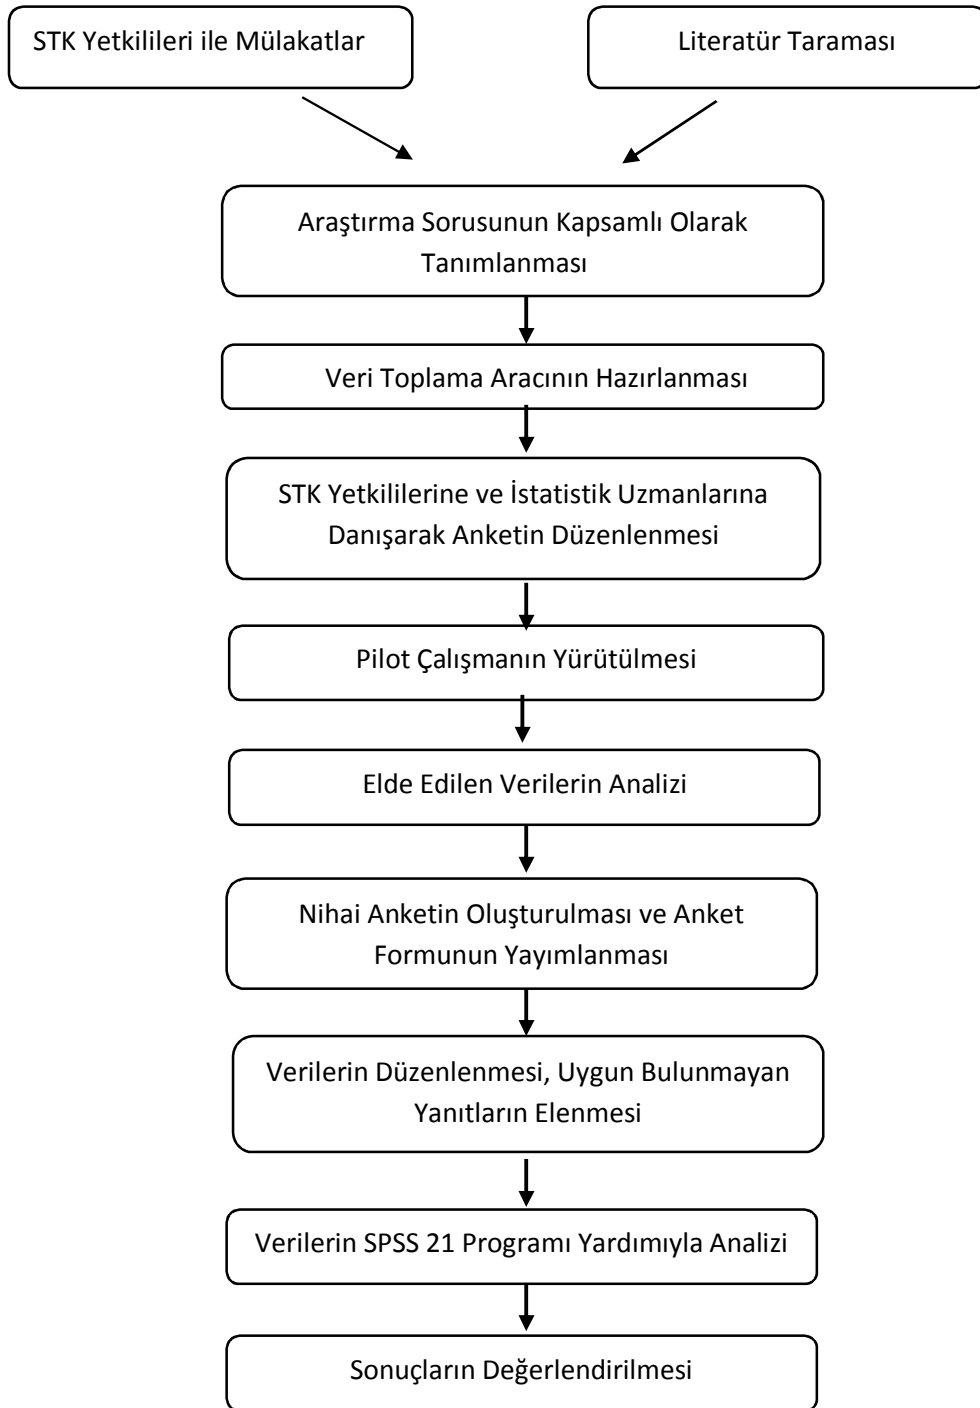 STK Yetkilileri ile Mülakatlar
Literatür Taraması
Araştırma Sorusunun Kapsamlı Olarak
Tanımlanması
Veri Toplama Aracının Hazırlanması
STK Yetkililerine ve İstatistik Uzmanlarına
Danışarak Anketin Düzenlenmesi
Pilot Çalışmanın Yürütülmesi
Elde Edilen Verilerin Analizi
Nihai Anketin Oluşturulması ve Anket
Formunun Yayımlanması
Verilerin Düzenlenmesi, Uygun Bulunmayan
Yanıtların Elenmesi
Verilerin SPSS 21 Programı Yardımıyla Analizi
Sonuçların Değerlendirilmesi